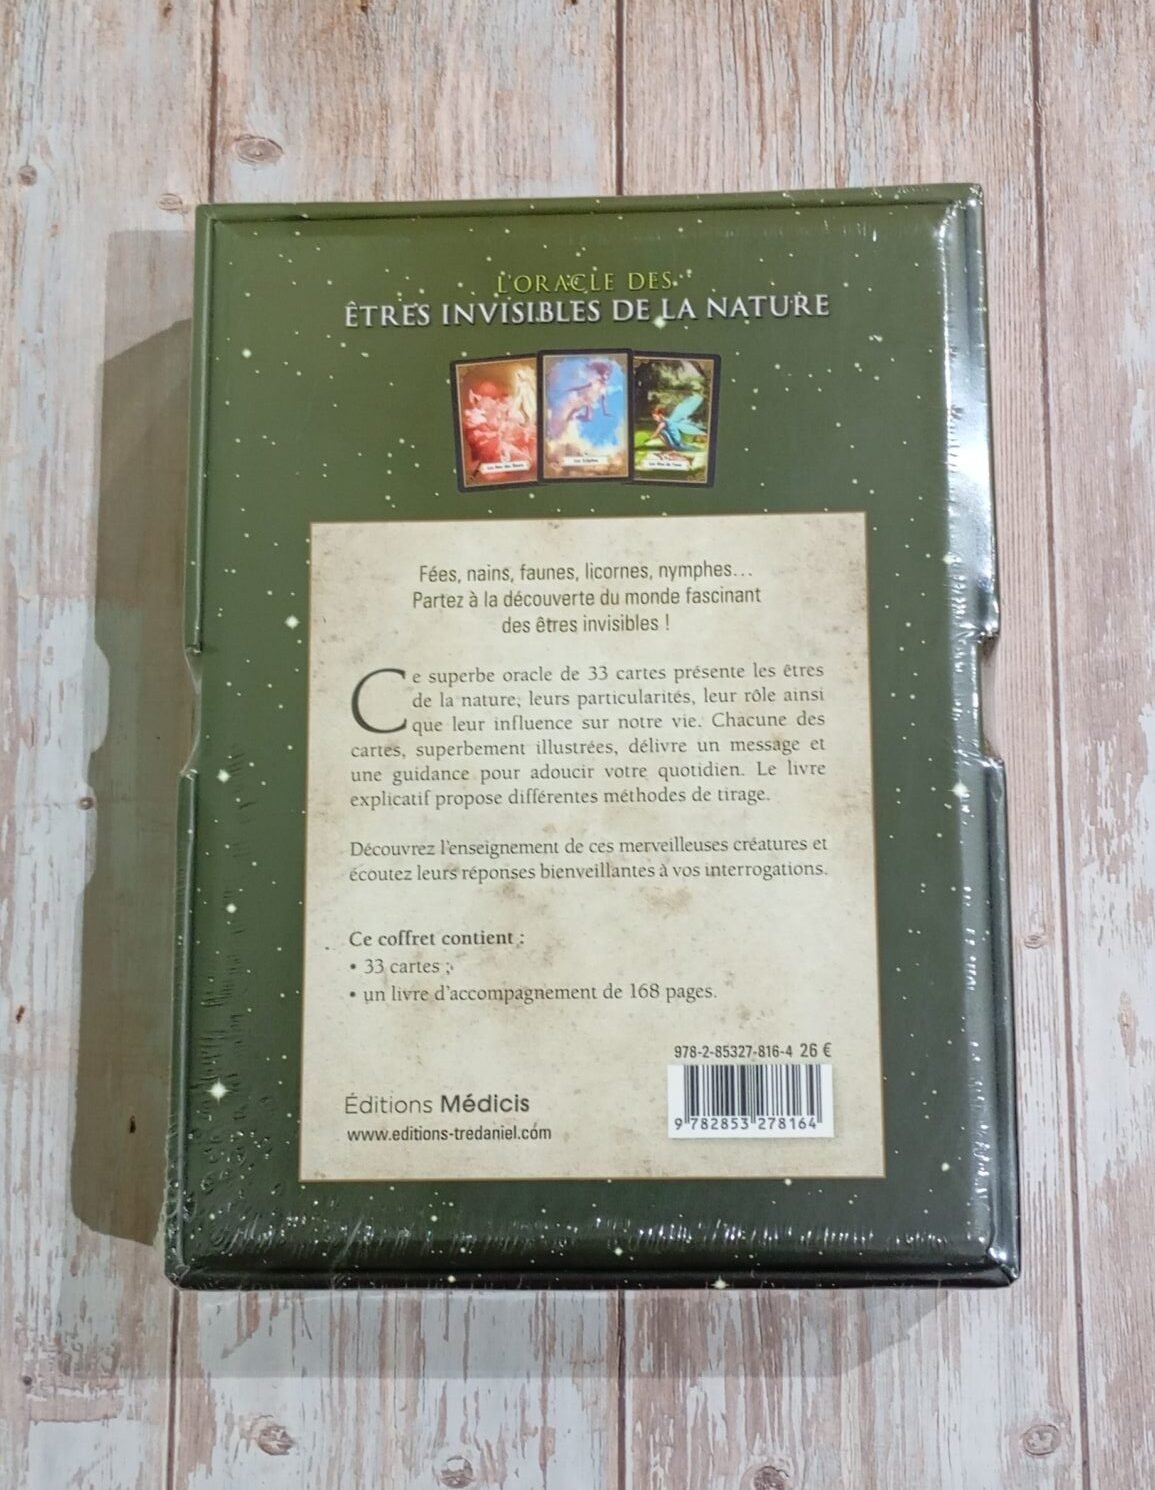 L'ORACLE DES
ÊTRES INVISIBLES DE LA NATURE
Fées, nains, faunes, licornes, nymphes...
Partez à la découverte du monde fascinant
des êtres invisibles !
Ce superbe oracle de 33 cartes présente les êtres
de la nature, leurs particularités, leur rôle ainsi
que leur influence sur notre vie. Chacune des
cartes, superbement illustrées, délivre un message et
une guidance pour adoucir votre quotidien. Le livre
explicatif propose différentes méthodes de tirage.
Découvrez l'enseignement de ces merveilleuses créatures et
écoutez leurs réponses bienveillantes à vos interrogations.
Ce coffret contient :
• 33 cartes ;
• un livre d'accompagnement de 168 pages.
978-2-85327-816-4 26 €
9 782853 278164
Éditions Médicis
www.editions-tredaniel.com